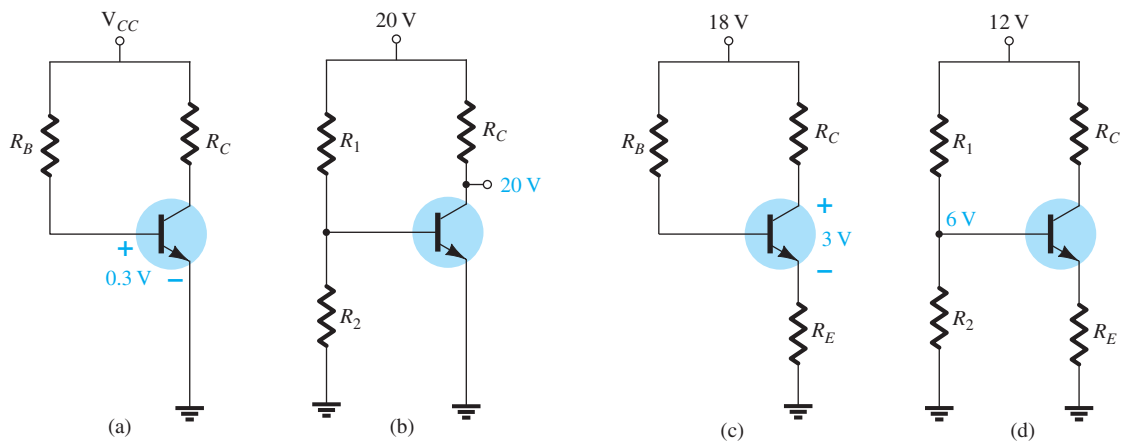 V_CC
R_B
R_C
+
0.3 V
−
(a)
20 V
R_1
R_C
20 V
R_2
(b)
18 V
R_B
R_C
+
3 V
−
R_E
(c)
12 V
R_1
R_C
6 V
R_2
R_E
(d)